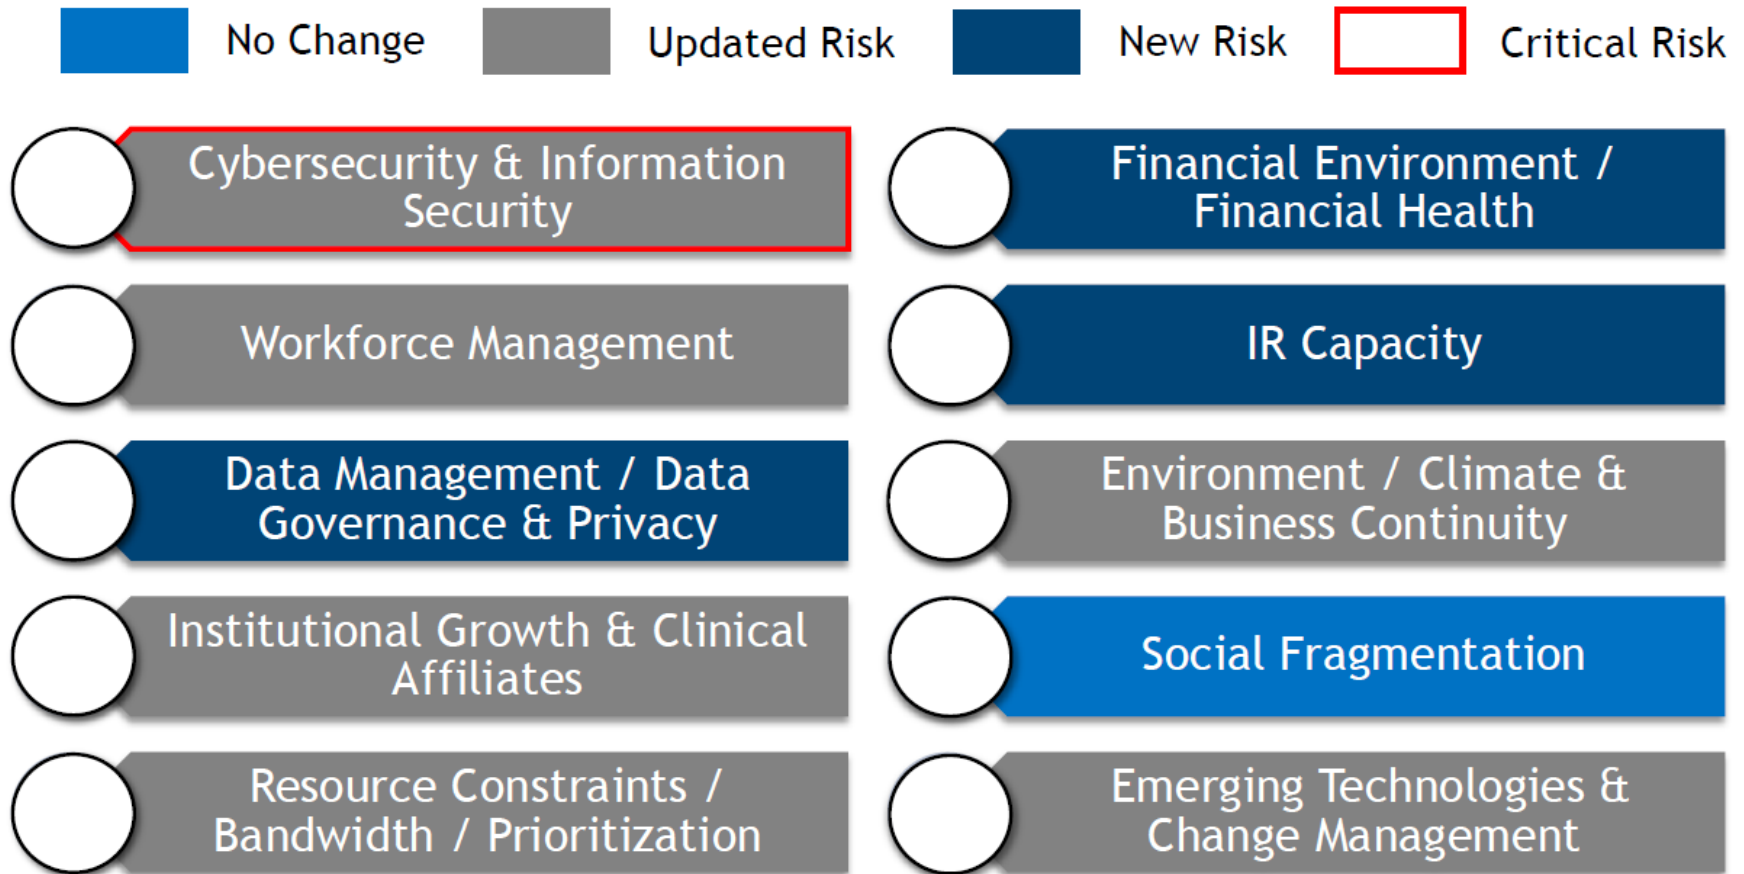 No Change
Updated Risk
New Risk
Critical Risk
Cybersecurity & Information
Security
Workforce Management
Data Management / Data
Governance & Privacy
Institutional Growth & Clinical
Affiliates
Resource Constraints /
Bandwidth / Prioritization
Financial Environment /
Financial Health
IR Capacity
Environment / Climate &
Business Continuity
Social Fragmentation
Emerging Technologies &
Change Management